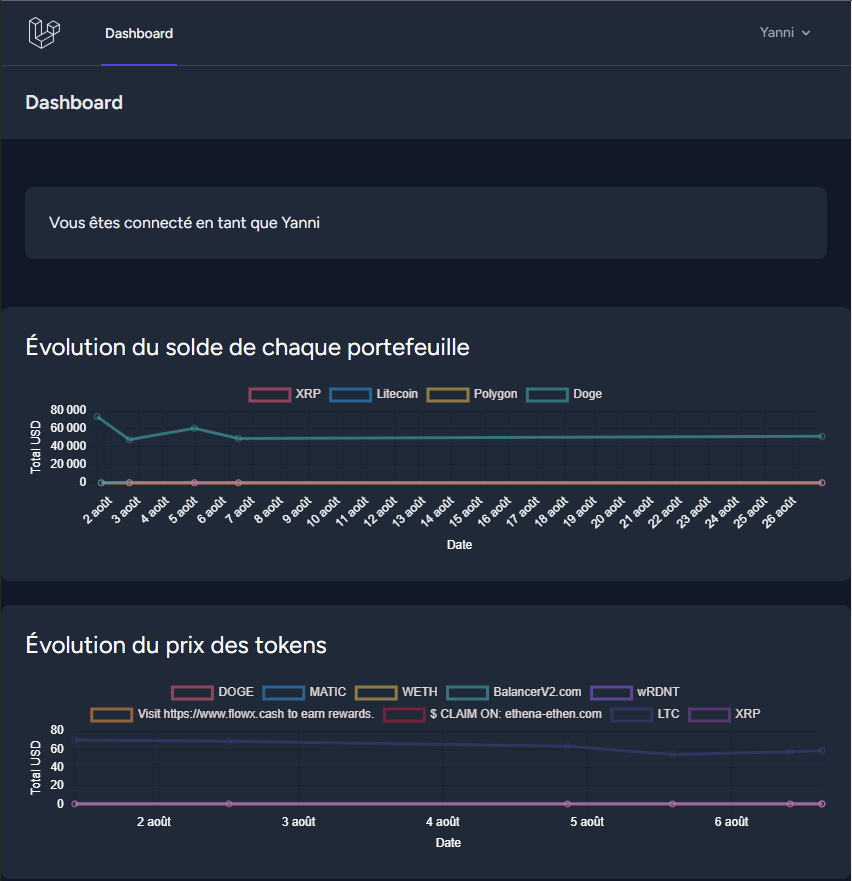 Dashboard Yanni
Dashboard
Vous êtes connecté en tant que Yanni
Évolution du solde de chaque portefeuille
XRP Litecoin Polygon Doge
Total USD
80 000
60 000
40 000
20 000
0
2 août 3 août 4 août 5 août 6 août 7 août 8 août 9 août 10 août 11 août 12 août 13 août 14 août 15 août 16 août 17 août 18 août 19 août 20 août 21 août 22 août 23 août 24 août 25 août 26 août
Date
Évolution du prix des tokens
DOGE MATIC WETH BalancerV2.com wRDNT
Visit https://www.flowx.cash to earn rewards. $ CLAIM ON: ethena-ethen.com LTC XRP
Total USD
80
60
40
20
0
2 août 3 août 4 août 5 août 6 août
Date